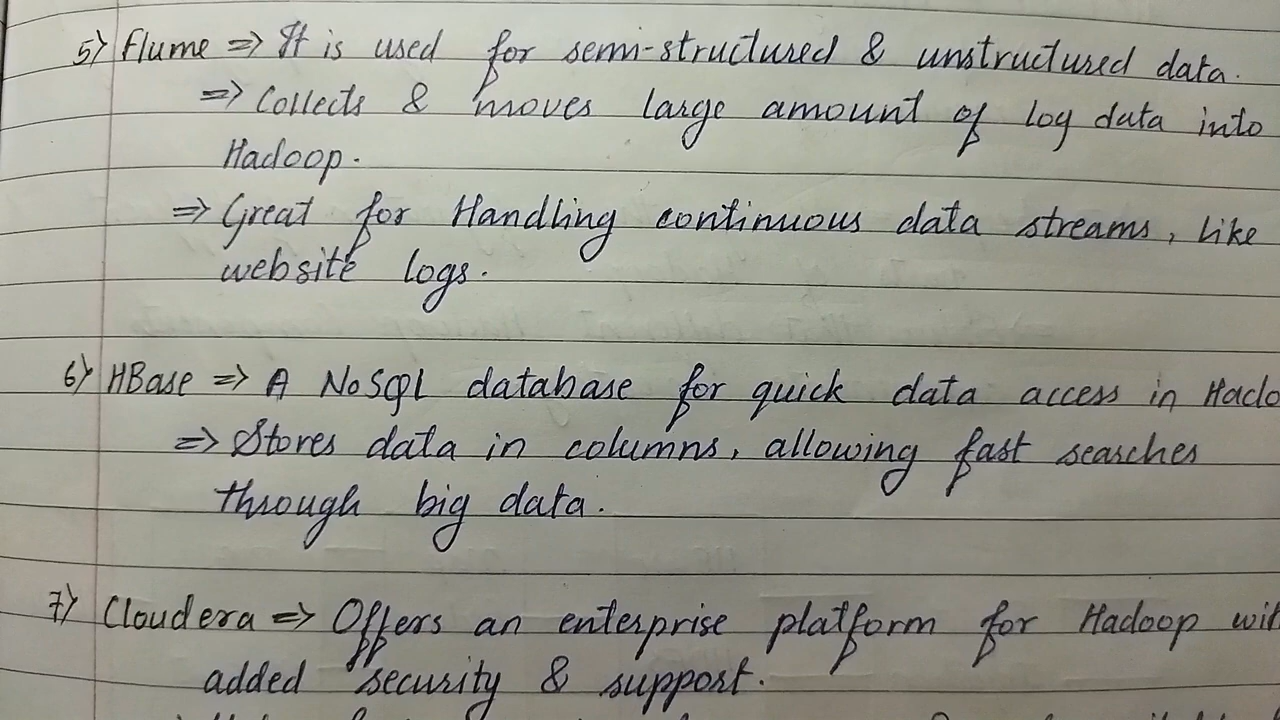 5) Flume => It is used for semi-structured & unstructured data.
=> Collects & moves large amount of log data into
Hadoop.
=> Great for Handling continuous data streams, like
website logs.
6) HBase => A NoSQL database for quick data access in Hado
=> Stores data in columns, allowing fast searches
through big data.
7) Cloudera => Offers an enterprise platform for Hadoop wit
added security & support.